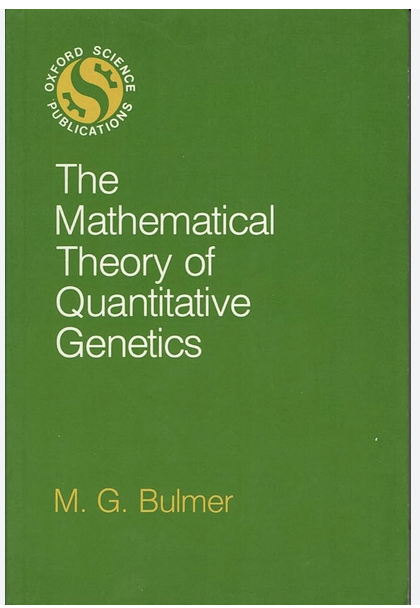 OXFORD SCIENCE
PUBLICATIONS
The
Mathematical
Theory of
Quantitative
Genetics
M. G. Bulmer